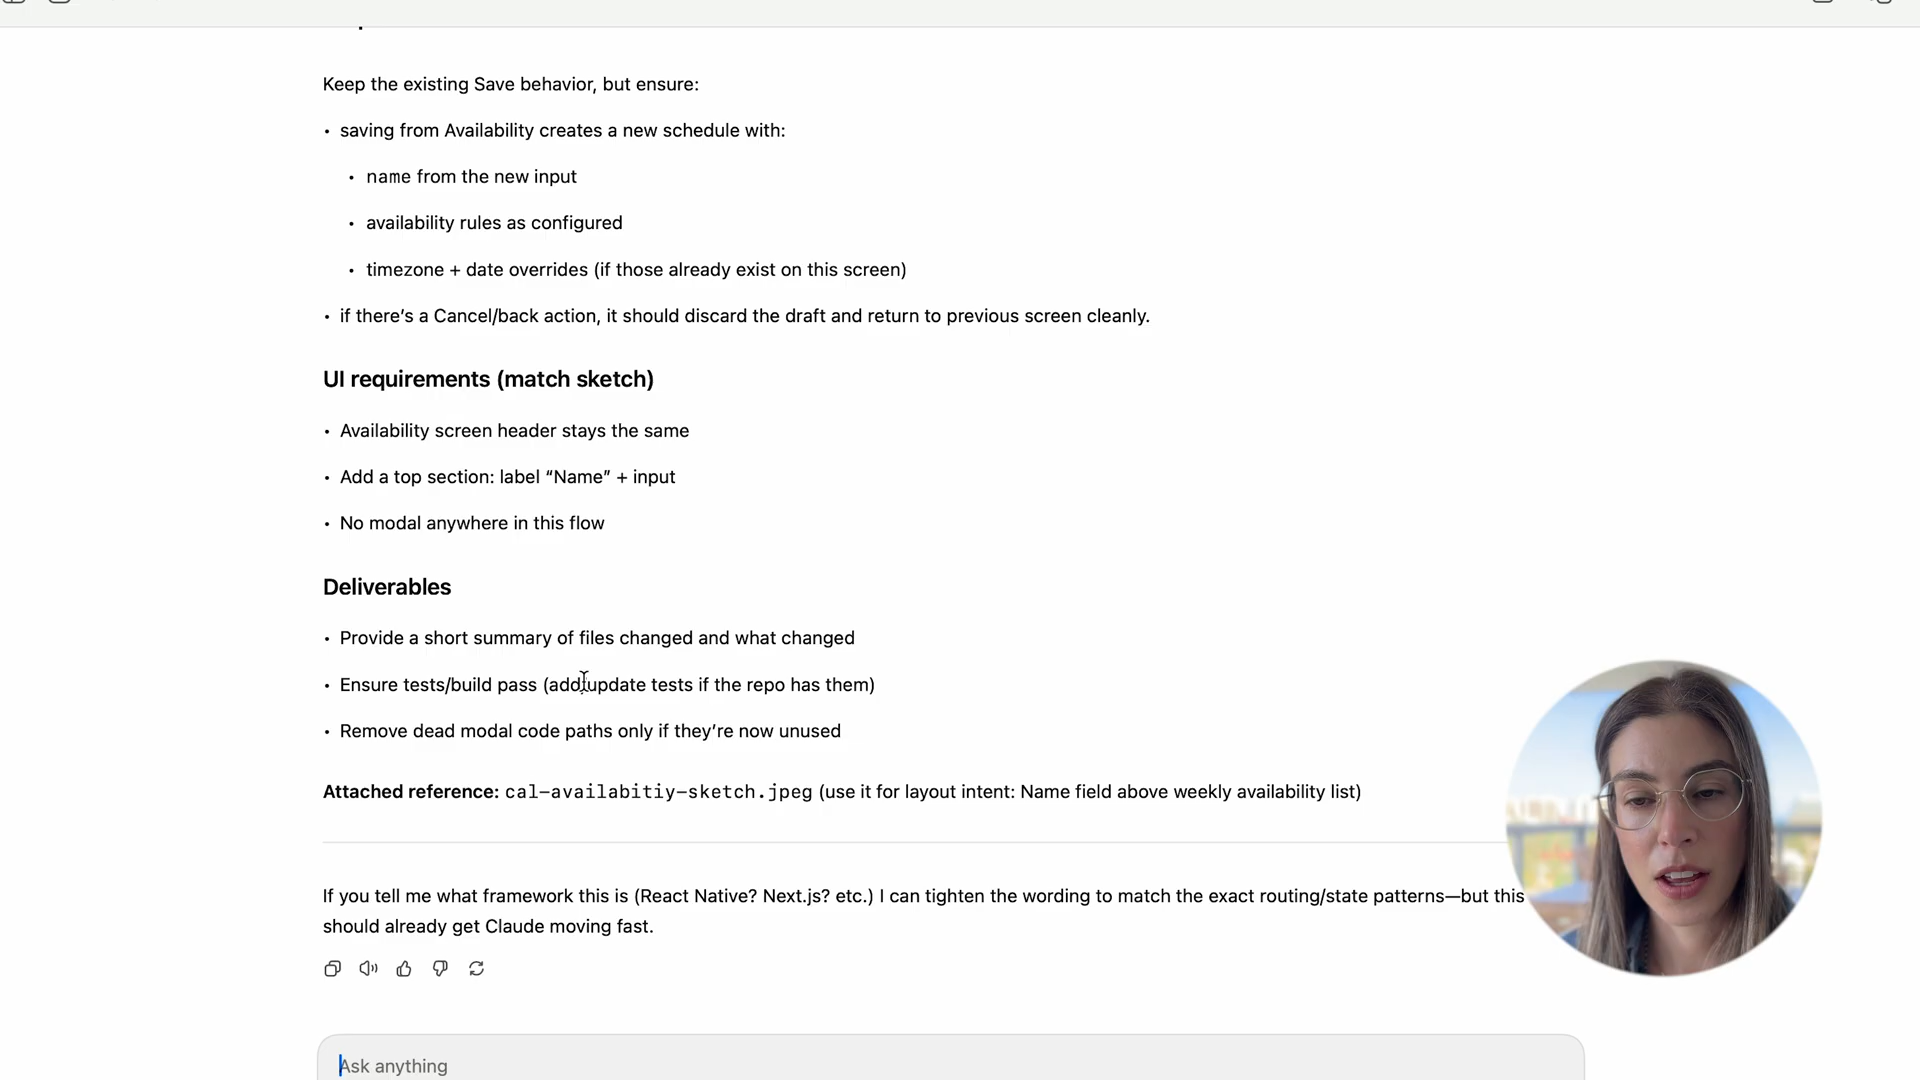 Keep the existing Save behavior, but ensure:
• saving from Availability creates a new schedule with:
• name from the new input
• availability rules as configured
• timezone + date overrides (if those already exist on this screen)
• if there’s a Cancel/back action, it should discard the draft and return to previous screen cleanly.
UI requirements (match sketch)
• Availability screen header stays the same
• Add a top section: label “Name” + input
• No modal anywhere in this flow
Deliverables
• Provide a short summary of files changed and what changed
• Ensure tests/build pass (add/update tests if the repo has them)
• Remove dead modal code paths only if they’re now unused
Attached reference: cal-availabitiy-sketch.jpeg (use it for layout intent: Name field above weekly availability list)
If you tell me what framework this is (React Native? Next.js? etc.) I can tighten the wording to match the exact routing/state patterns—but this
should already get Claude moving fast.
Ask anything